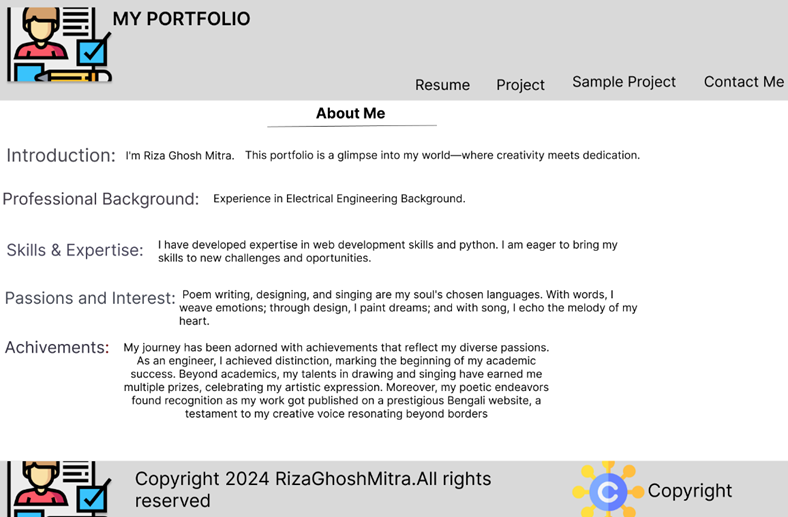 MY PORTFOLIO
Resume Project Sample Project Contact Me
About Me
Introduction: I'm Riza Ghosh Mitra. This portfolio is a glimpse into my world—where creativity meets dedication.
Professional Background: Experience in Electrical Engineering Background.
Skills & Expertise: I have developed expertise in web development skills and python. I am eager to bring my
skills to new challenges and oportunities.
Passions and Interest: Poem writing, designing, and singing are my soul's chosen languages. With words, I
weave emotions; through design, I paint dreams; and with song, I echo the melody of my
heart.
Achivements: My journey has been adorned with achievements that reflect my diverse passions.
As an engineer, I achieved distinction, marking the beginning of my academic
success. Beyond academics, my talents in drawing and singing have earned me
multiple prizes, celebrating my artistic expression. Moreover, my poetic endeavors
found recognition as my work got published on a prestigious Bengali website, a
testament to my creative voice resonating beyond borders
Copyright 2024 RizaGhoshMitra.All rights
reserved
C Copyright